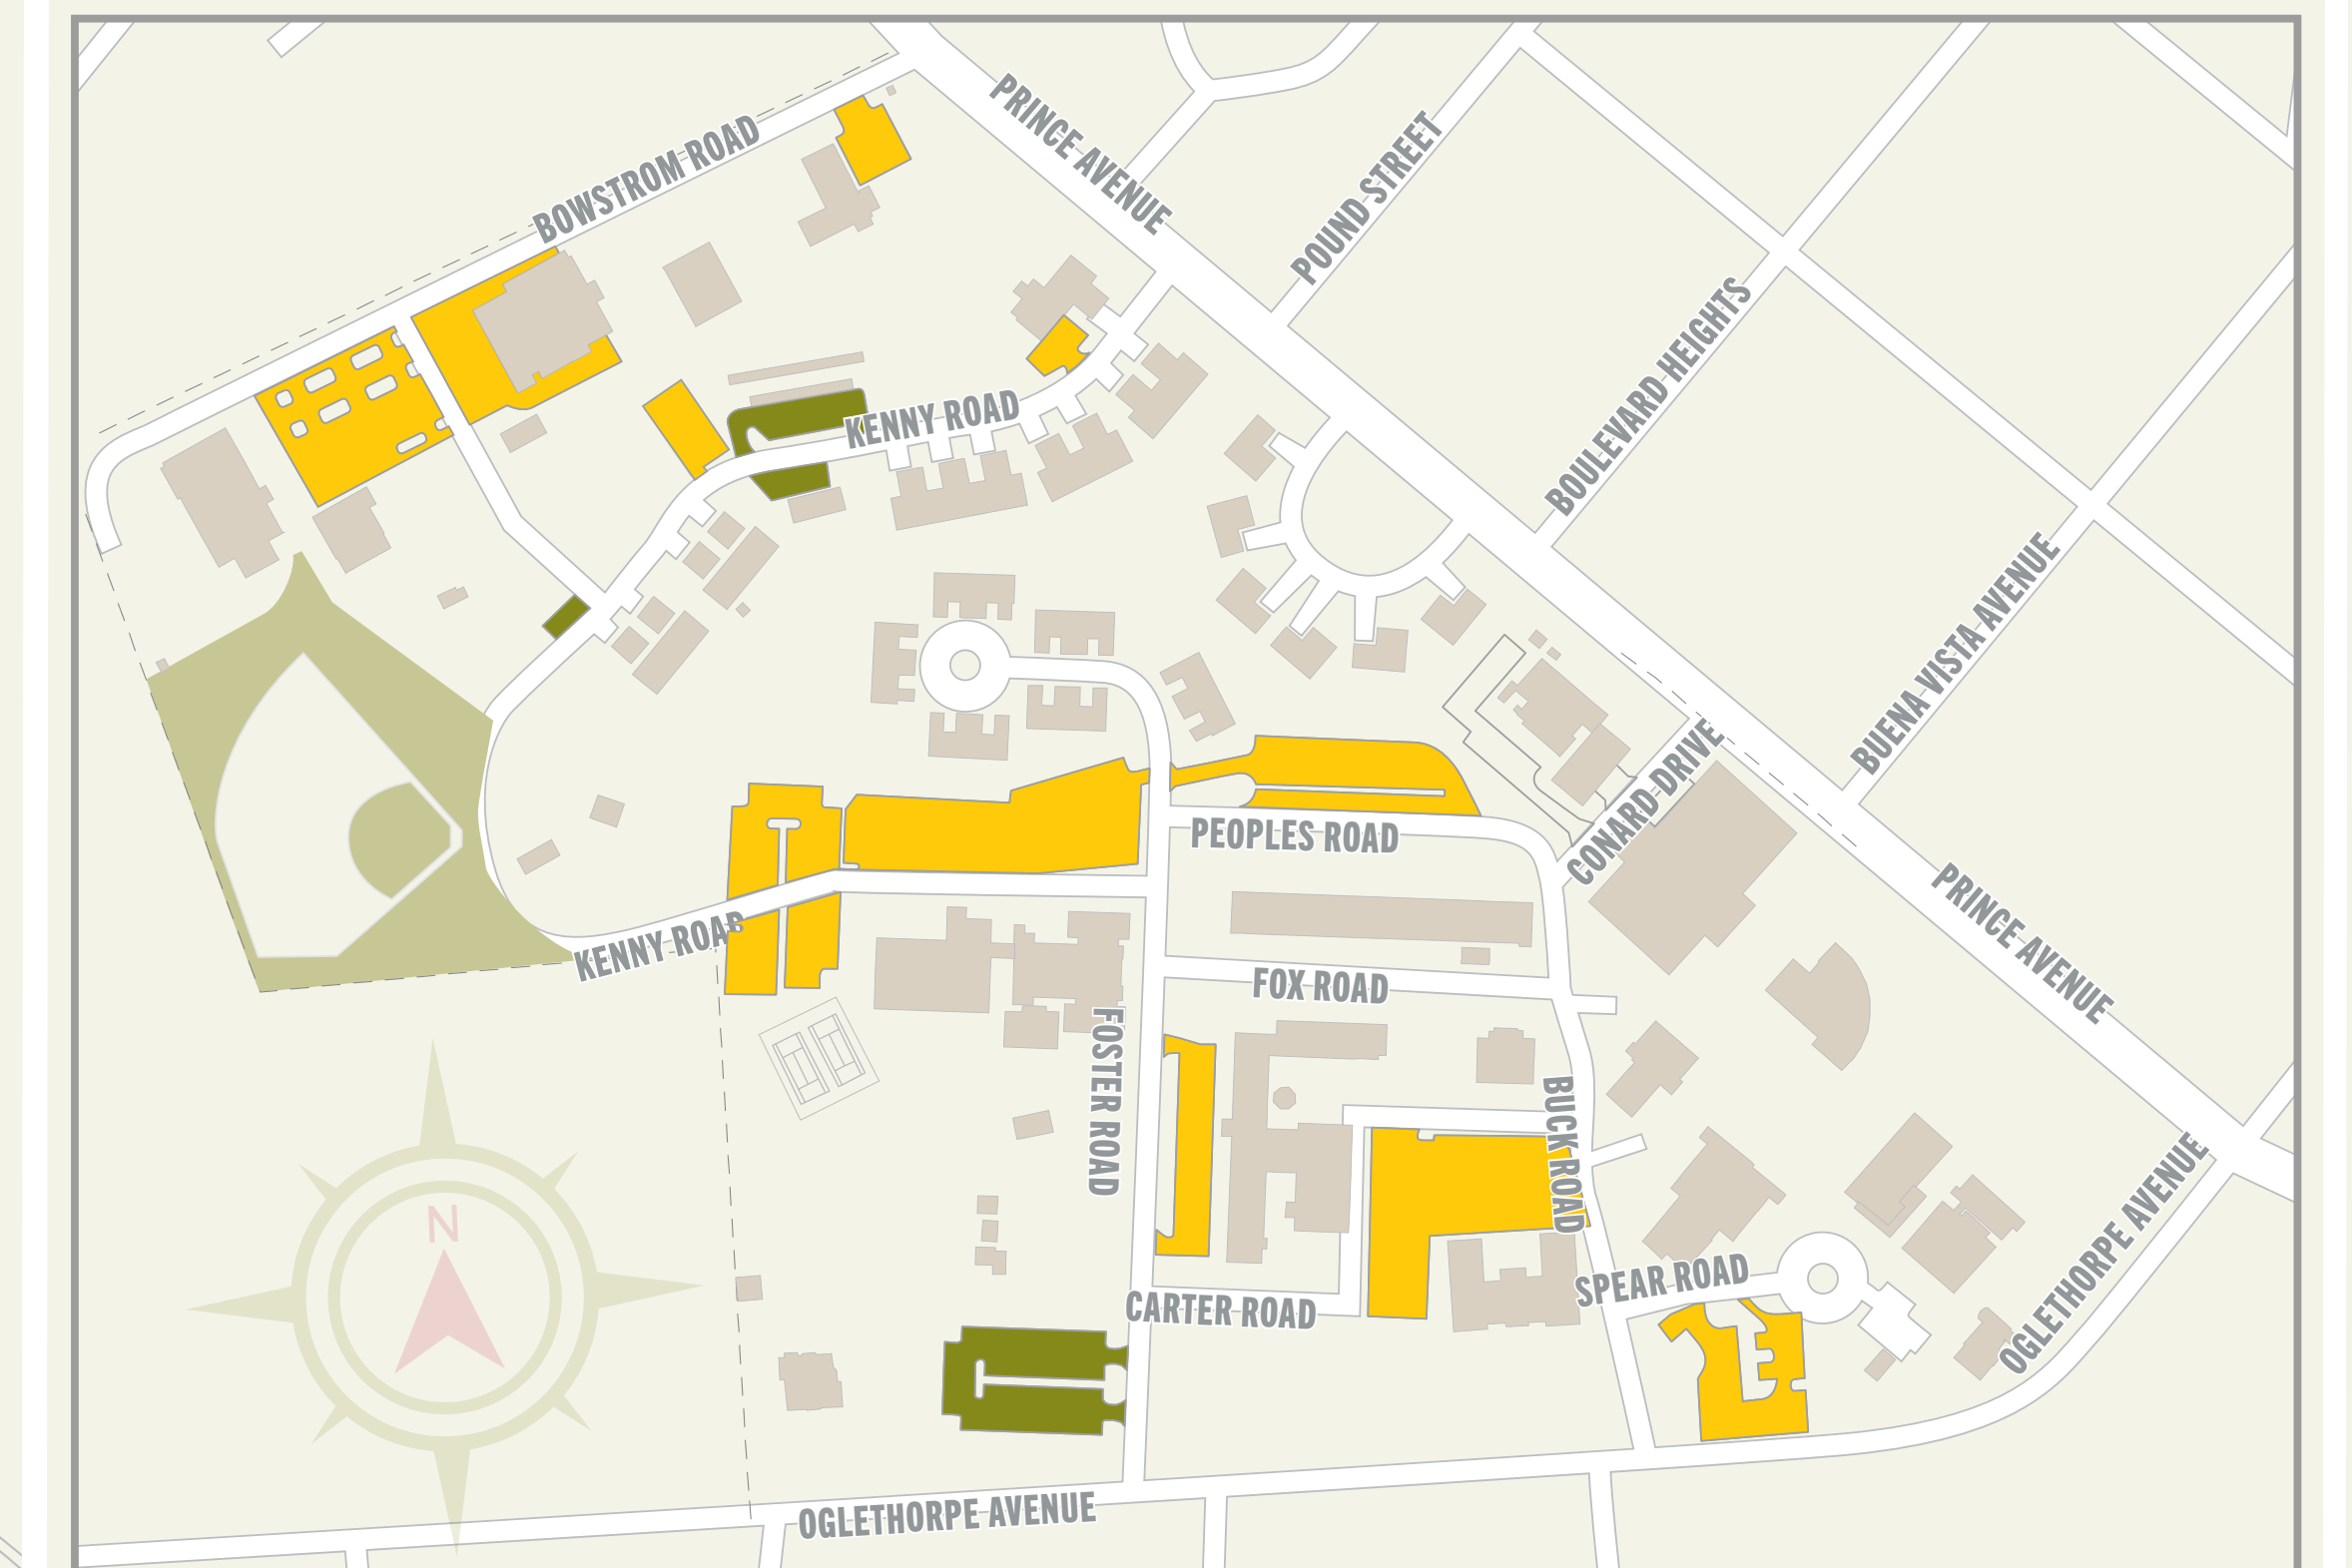 PRINCE AVENUE
BOWSTROM ROAD
POUND STREET
BOULEVARD HEIGHTS
KENNY ROAD
BUENA VISTA AVENUE
CONARD DRIVE
PEOPLES ROAD
KENNY ROAD
PRINCE AVENUE
FOX ROAD
FOSTER ROAD
BUCK ROAD
N
SPEAR ROAD
OGLETHORPE AVENUE
CARTER ROAD
OGLETHORPE AVENUE